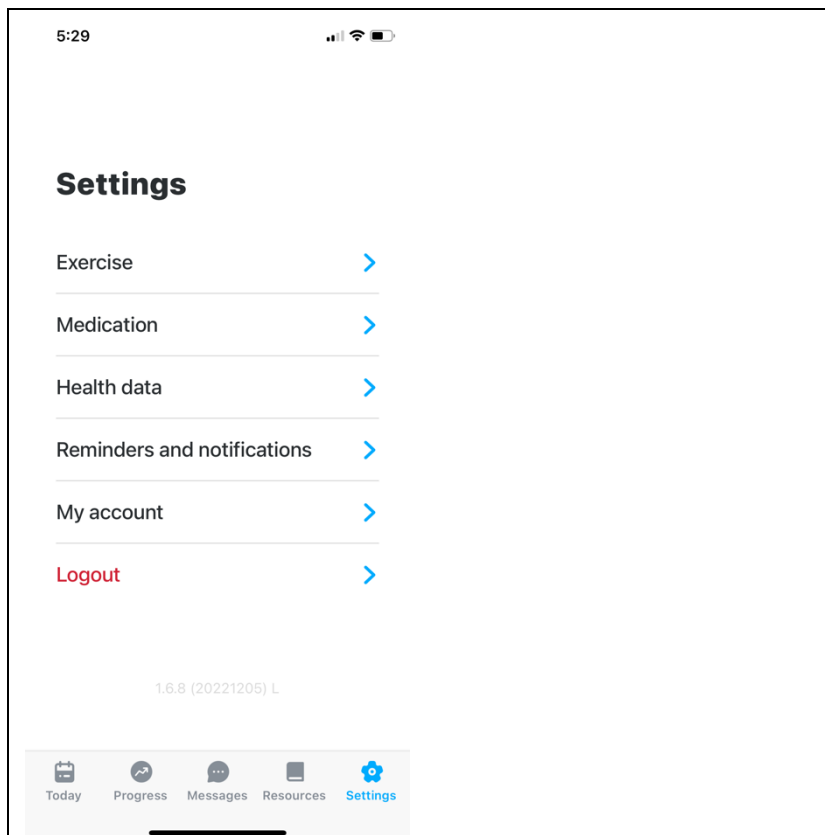 5:29
Settings
Exercise
Medication
Health data
Reminders and notifications
My account
Logout
1.6.8 (20221205) L
Today Progress Messages Resources Settings